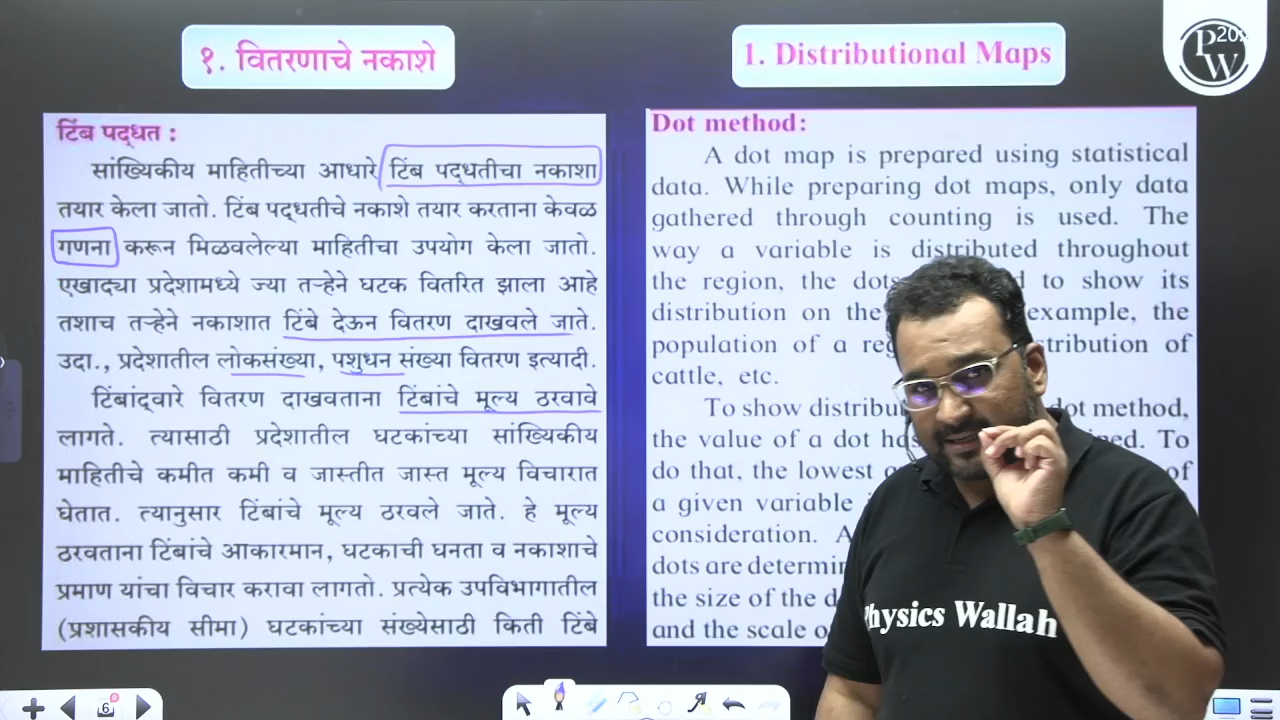 १. वितरणाचे नकाशे
1. Distributional Maps
P 20
W
टिंब पद्धत :
सांख्यिकीय माहितीच्या आधारे टिंब पद्धतीचा नकाशा
तयार केला जातो. टिंब पद्धतीचे नकाशे तयार करताना केवळ
गणना करून मिळवलेल्या माहितीचा उपयोग केला जातो.
एखाद्या प्रदेशामध्ये ज्या तऱ्हेने घटक वितरित झाला आहे
तशाच तऱ्हेने नकाशात टिंबे देऊन वितरण दाखवले जाते.
उदा., प्रदेशातील लोकसंख्या, पशुधन संख्या वितरण इत्यादी.
टिंबांद्वारे वितरण दाखवताना टिंबांचे मूल्य ठरवावे
लागते. त्यासाठी प्रदेशातील घटकांच्या सांख्यिकीय
माहितीचे कमीत कमी व जास्तीत जास्त मूल्य विचारात
घेतात. त्यानुसार टिंबांचे मूल्य ठरवले जाते. हे मूल्य
ठरवताना टिंबांचे आकारमान, घटकाची घनता व नकाशाचे
प्रमाण यांचा विचार करावा लागतो. प्रत्येक उपविभागातील
(प्रशासकीय सीमा) घटकांच्या संख्येसाठी किती टिंबे
Dot method:
A dot map is prepared using statistical
data. While preparing dot maps, only data
gathered through counting is used. The
way a variable is distributed throughout
the region, the dots to show its
distribution on the example, the
population of a of
cattle, etc.
To show dot method,
the value of a dot To
do that, the lowest of
a given variable
consideration.
dots are
the size of the
and the scale
Physics Wallah
6